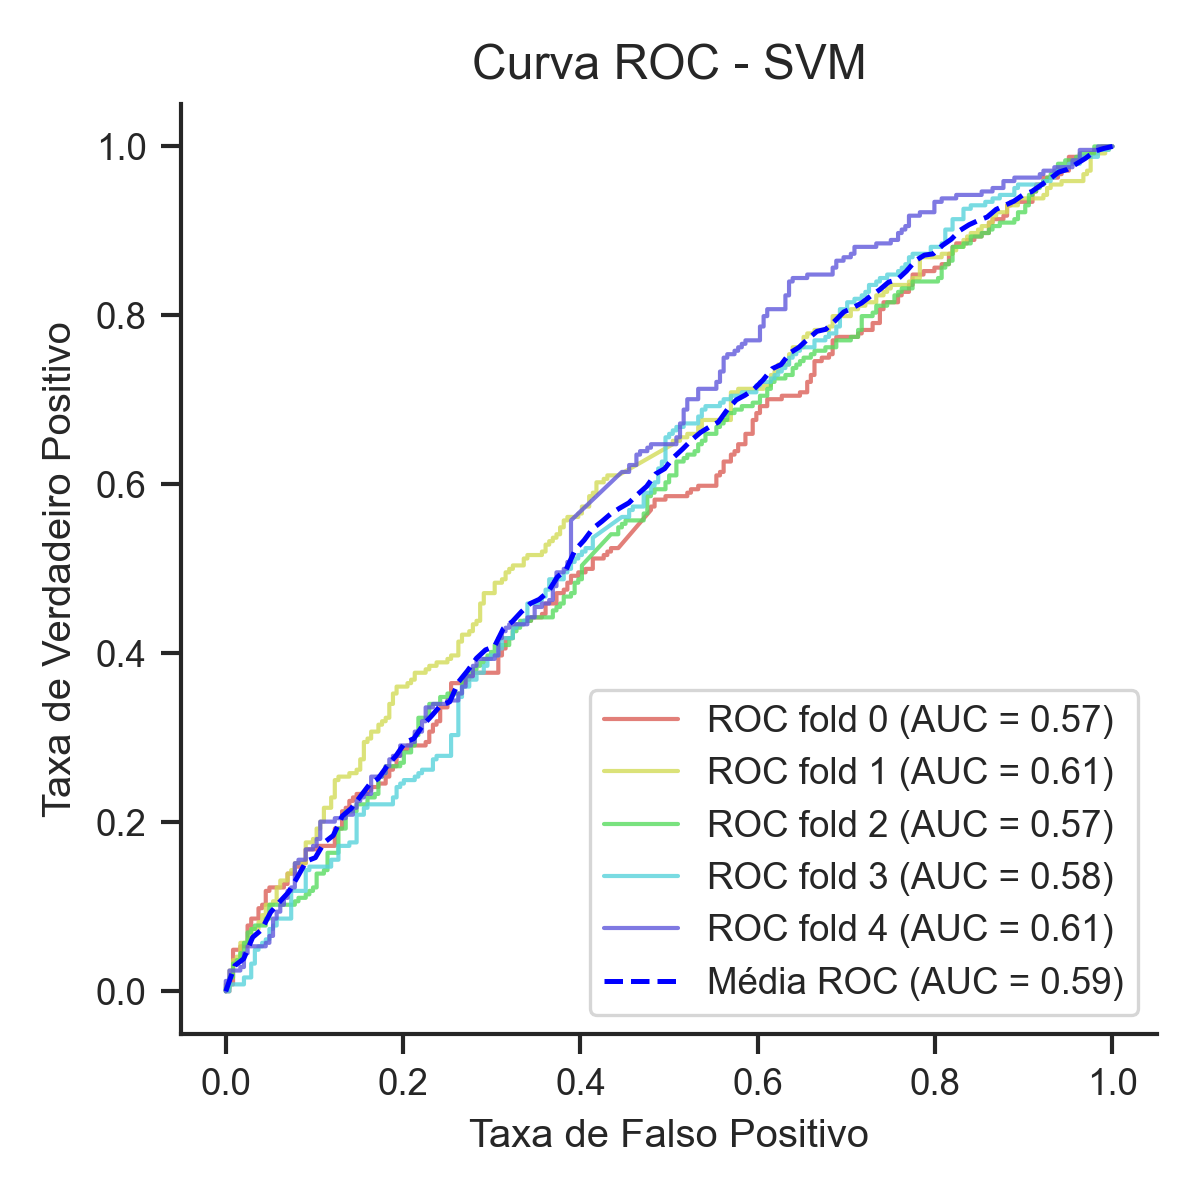 Curva ROC - SVM
Taxa de Verdadeiro Positivo
1.0
0.8
0.6
0.4
0.2
0.0
ROC fold 0 (AUC = 0.57)
ROC fold 1 (AUC = 0.61)
ROC fold 2 (AUC = 0.57)
ROC fold 3 (AUC = 0.58)
ROC fold 4 (AUC = 0.61)
Média ROC (AUC = 0.59)
0.0 0.2 0.4 0.6 0.8 1.0
Taxa de Falso Positivo